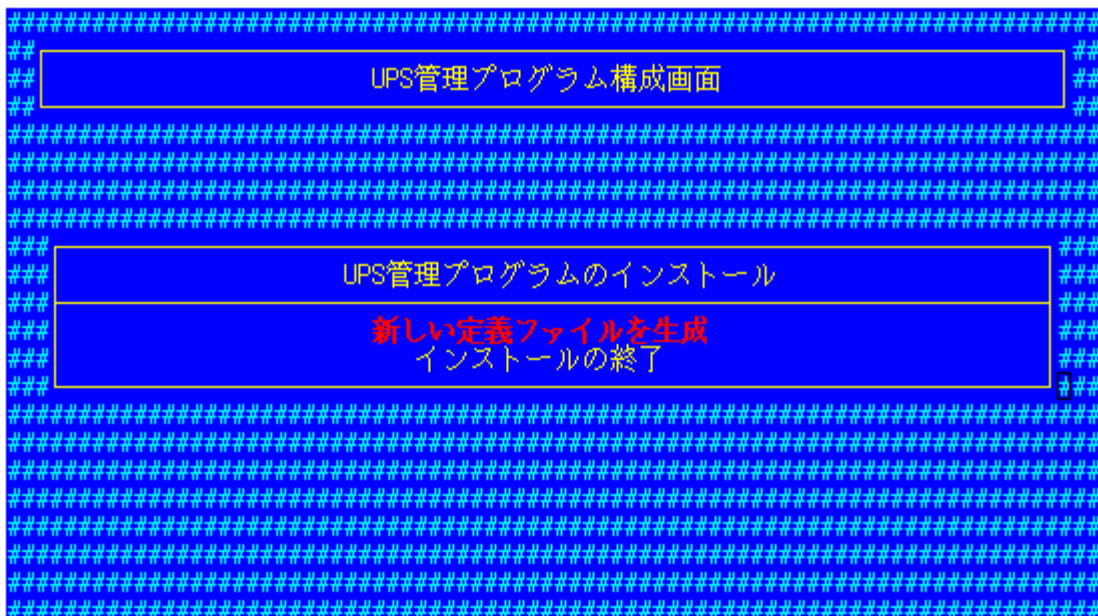 UPS管理プログラム構成画面
UPS管理プログラムのインストール
新しい定義ファイルを生成
インストールの終了